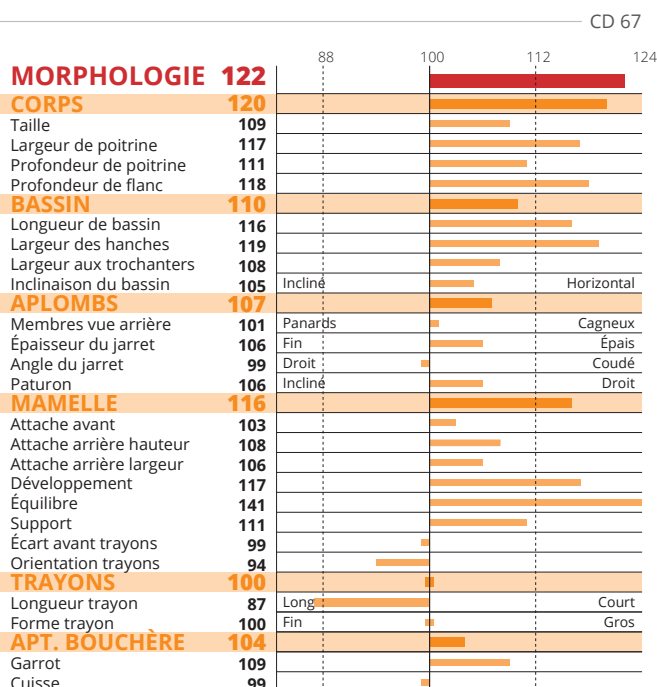 CD 67
88 100 112 124
MORPHOLOGIE 122
CORPS 120
Taille 109
Largeur de poitrine 117
Profondeur de poitrine 111
Profondeur de flanc 118
BASSIN 110
Longueur de bassin 116
Largeur des hanches 119
Largeur aux trochanters 108
Inclinaison du bassin 105 Incliné Horizontal
APLOMBS 107
Membres vue arrière 101 Panards Cagneux
Épaisseur du jarret 106 Fin Épais
Angle du jarret 99 Droit Coudé
Paturon 106 Incliné Droit
MAMELLE 116
Attache avant 103
Attache arrière hauteur 108
Attache arrière largeur 106
Développement 117
Équilibre 141
Support 111
Écart avant trayons 99
Orientation trayons 94
TRAYONS 100
Longueur trayon 87 Long Court
Forme trayon 100 Fin Gros
APT. BOUCHÈRE 104
Garrot 109
Cuisse 99